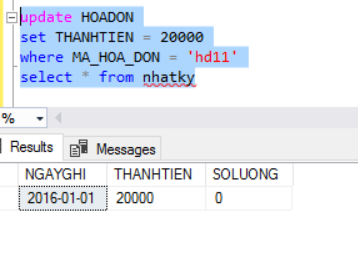 update HOADON
set THANHTIEN = 20000
where MA_HOA_DON = 'hd11'
select * from nhatky
%
Results Messages
NGAYGHI THANHTIEN SOLUONG
2016-01-01 20000 0